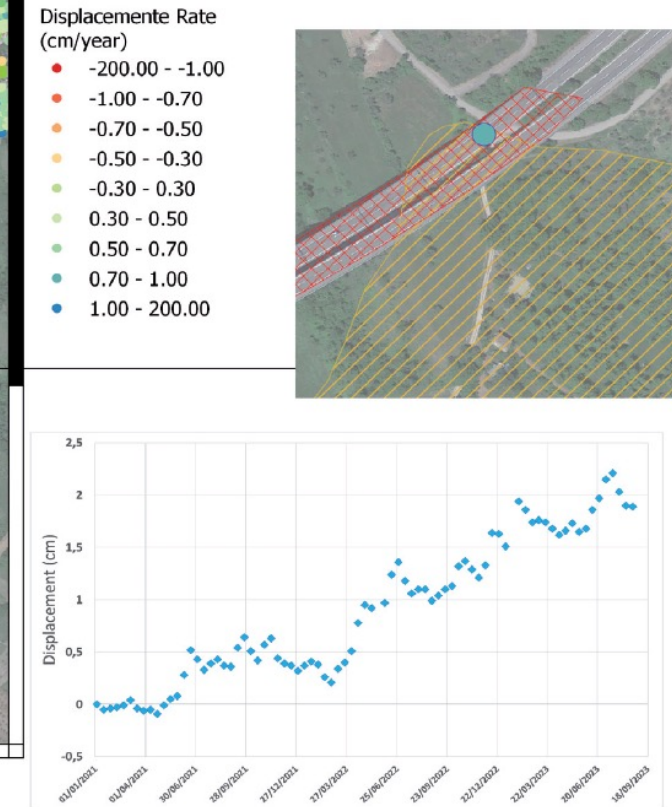 Displacemente Rate
(cm/year)
-200.00 - -1.00
-1.00 - -0.70
-0.70 - -0.50
-0.50 - -0.30
-0.30 - 0.30
0.30 - 0.50
0.50 - 0.70
0.70 - 1.00
1.00 - 200.00
2,5
2
1,5
1
0,5
0
-0,5
Displacement (cm)
01/01/2021
01/04/2021
30/06/2021
28/09/2021
27/12/2021
27/03/2022
25/06/2022
23/09/2022
22/12/2022
22/03/2023
20/06/2023
18/09/2023